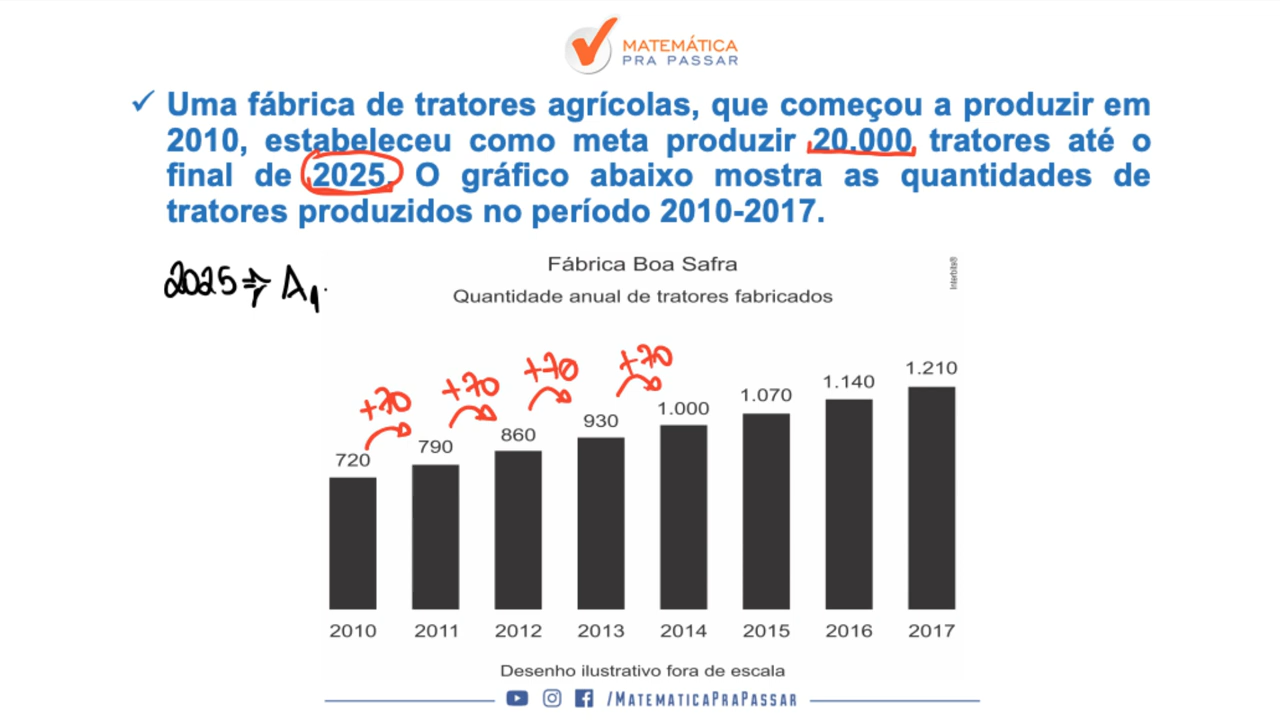 MATEMÁTICA
PRA PASSAR
✓ Uma fábrica de tratores agrícolas, que começou a produzir em
2010, estabeleceu como meta produzir 20.000 tratores até o
final de 2025. O gráfico abaixo mostra as quantidades de
tratores produzidos no período 2010-2017.
Fábrica Boa Safra
Interbits®
2025 ⇒ A₁
Quantidade anual de tratores fabricados
+70 +70 +70 +70
720 790 860 930 1.000 1.070 1.140 1.210
2010 2011 2012 2013 2014 2015 2016 2017
Desenho ilustrativo fora de escala
/MATEMATICAPRAPASSAR